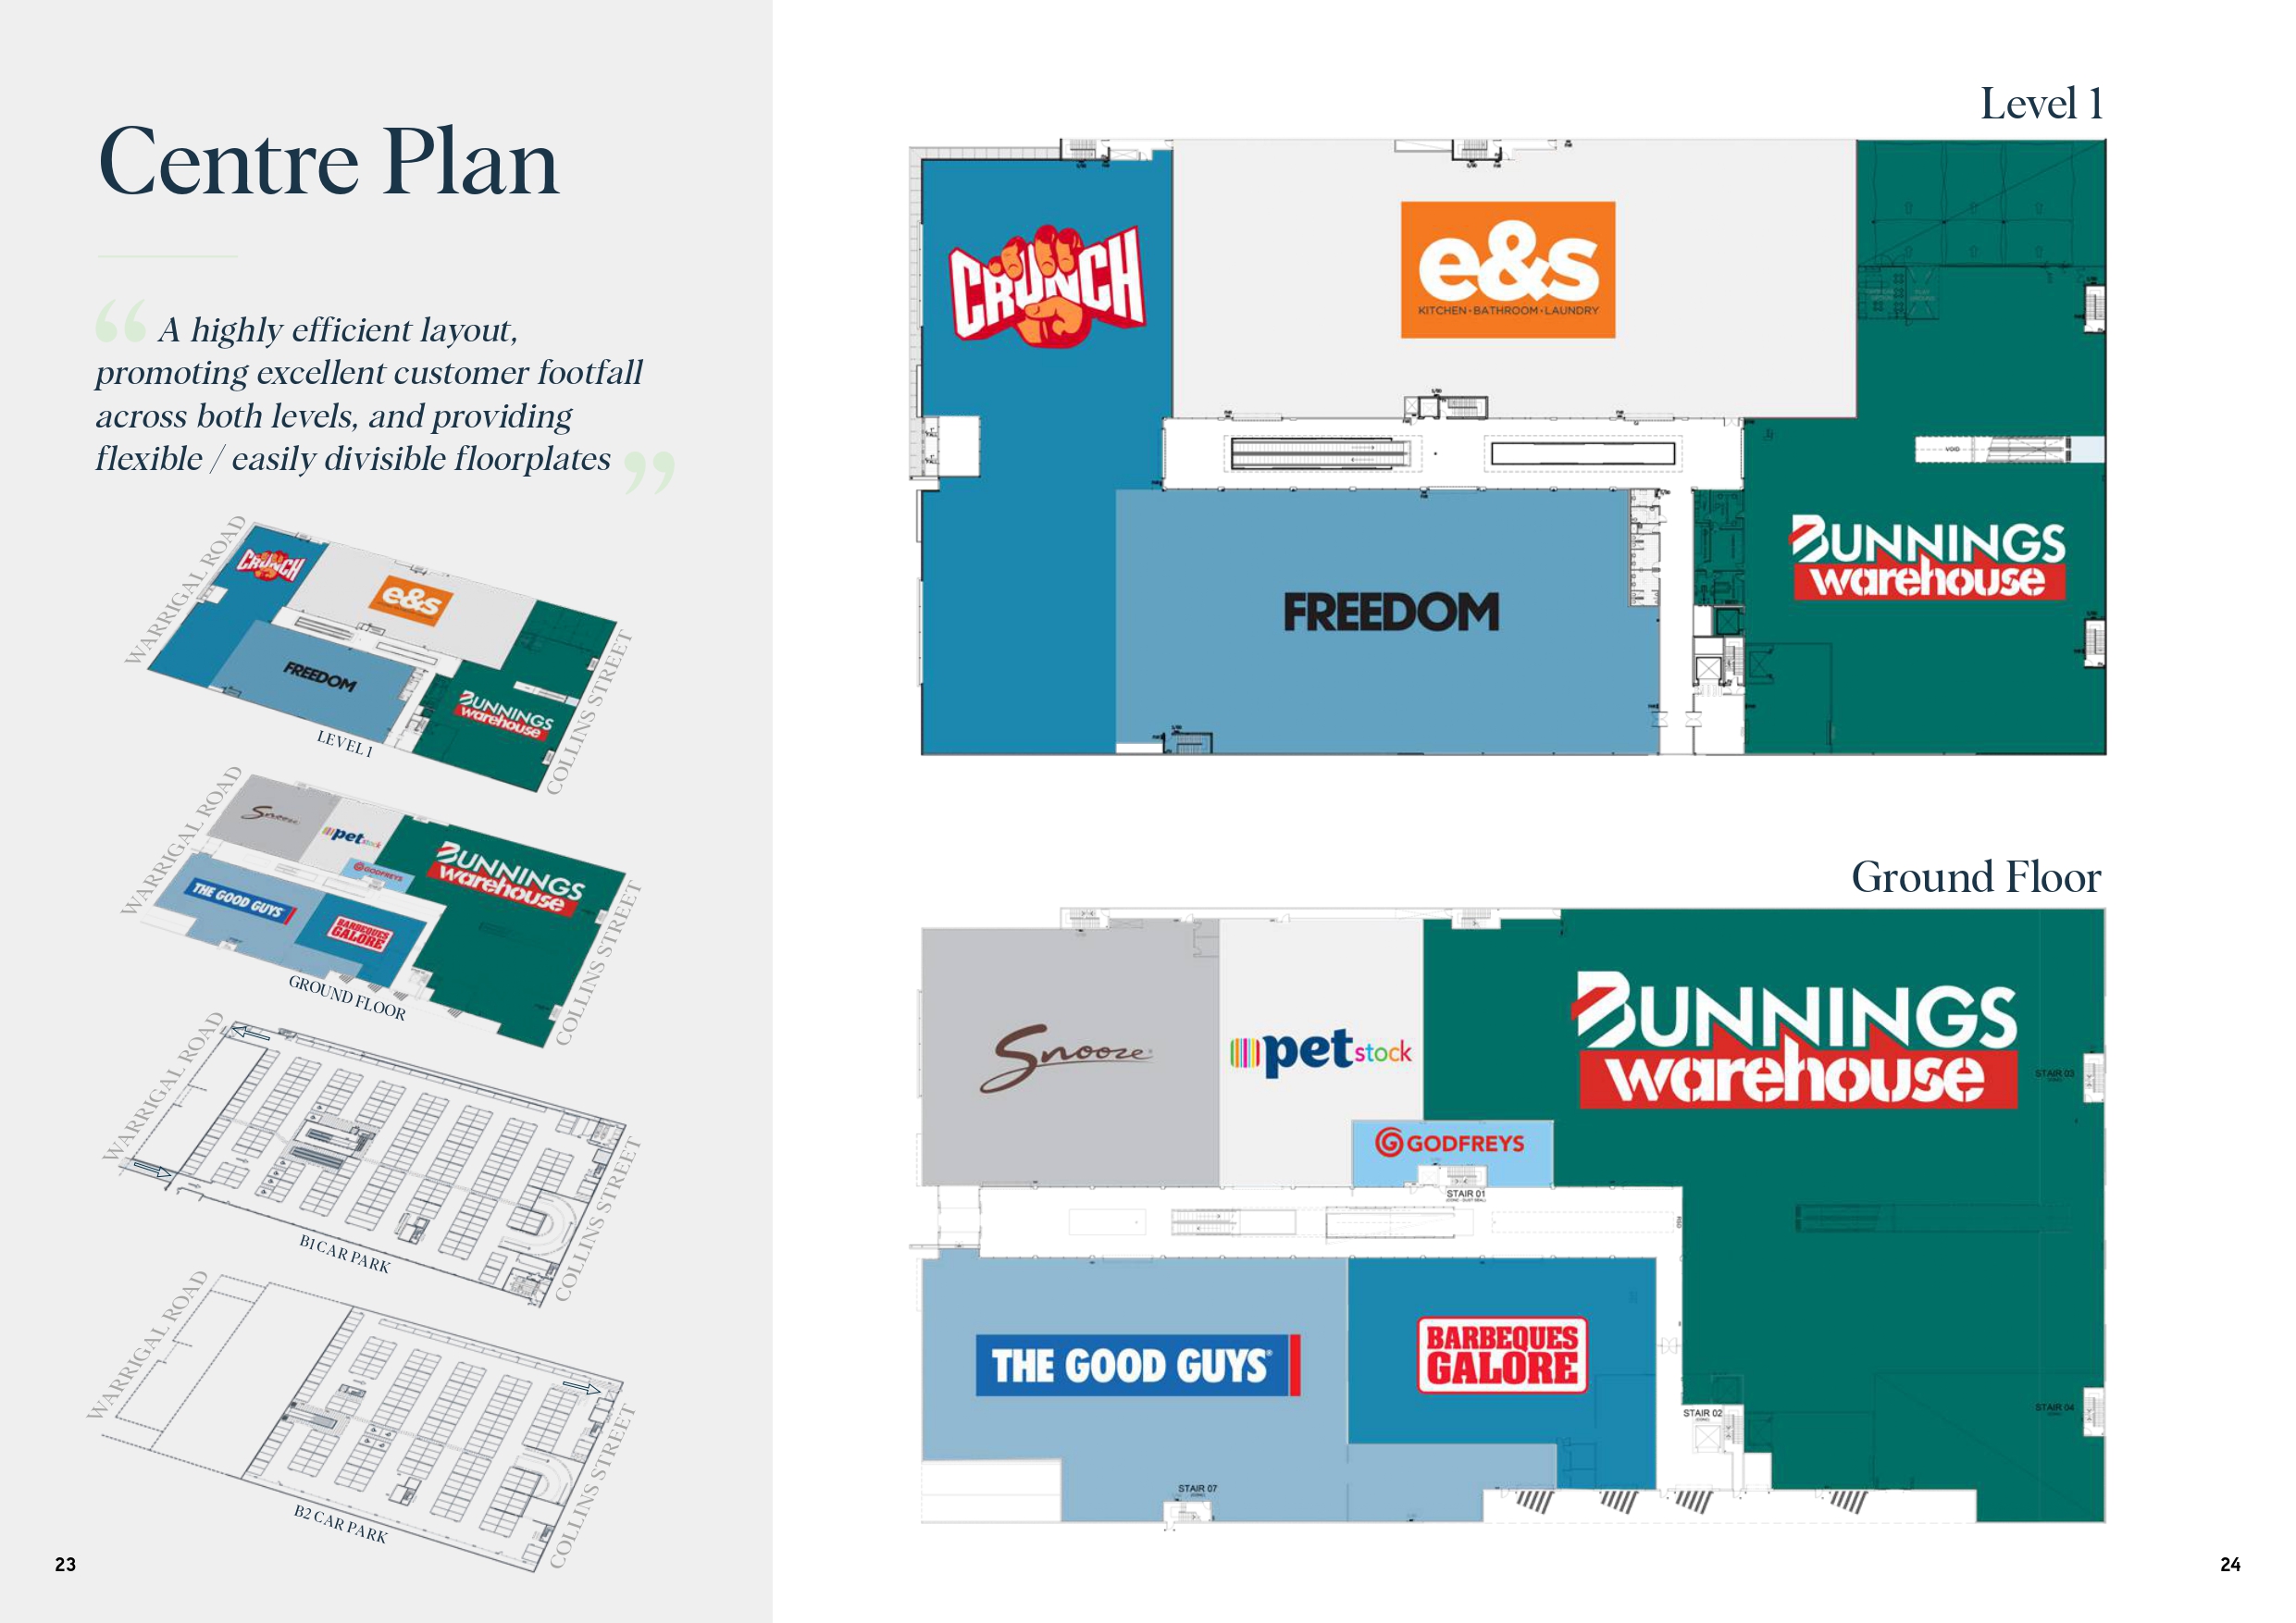 Centre Plan
“ A highly efficient layout,
promoting excellent customer footfall
across both levels, and providing
flexible / easily divisible floorplates ”
WARRIGAL ROAD
CRUNCH
e&s
FREEDOM
BUNNINGS
warehouse
COLLINS STREET
LEVEL 1
WARRIGAL ROAD
Snooze
petstock
BUNNINGS
warehouse
GODFREYS
THE GOOD GUYS
BARBEQUES
GALORE
COLLINS STREET
GROUND FLOOR
WARRIGAL ROAD
COLLINS STREET
B1 CAR PARK
WARRIGAL ROAD
COLLINS STREET
B2 CAR PARK
23
Level 1
CRUNCH
e&s
KITCHEN • BATHROOM • LAUNDRY
VOID
BUNNINGS
warehouse
FREEDOM
Ground Floor
Snooze
petstock
BUNNINGS
warehouse
STAIR 03
GODFREYS
STAIR 01
THE GOOD GUYS
BARBEQUES
GALORE
STAIR 02
STAIR 04
STAIR 07
24